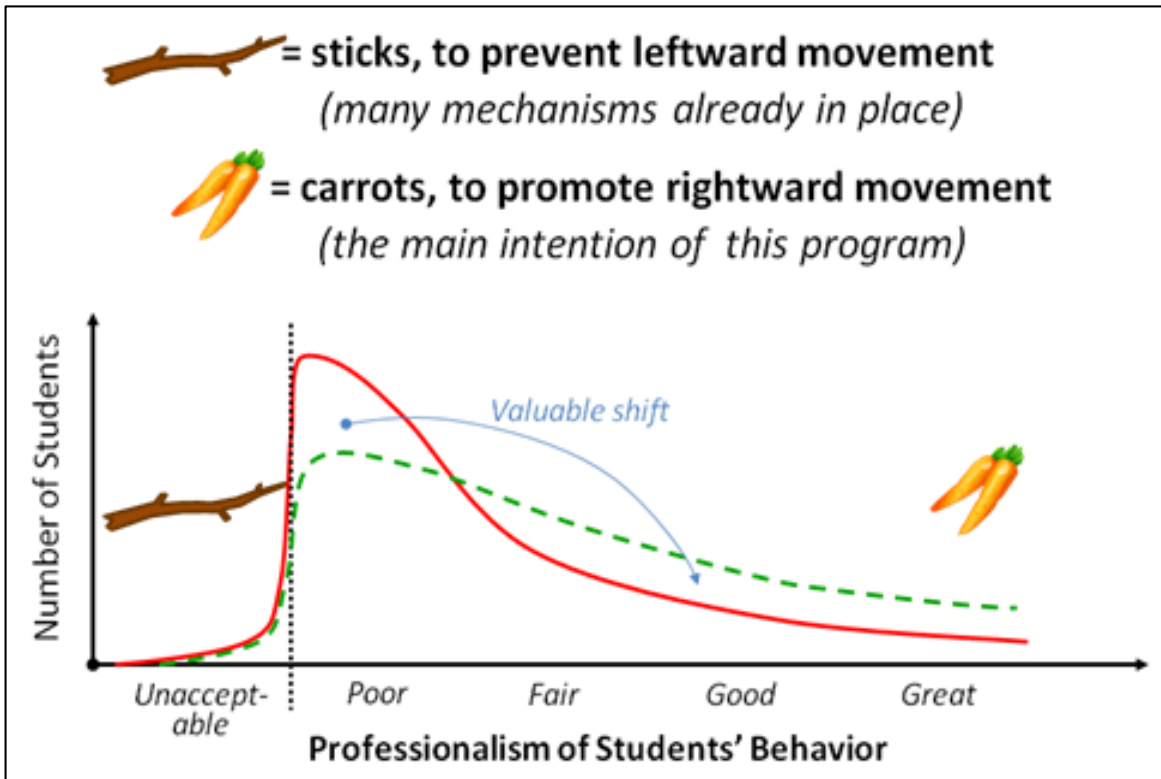 = sticks, to prevent leftward movement
(many mechanisms already in place)
= carrots, to promote rightward movement
(the main intention of this program)
Number of Students
Valuable shift
Unaccept-
able
Poor
Fair
Good
Great
Professionalism of Students' Behavior